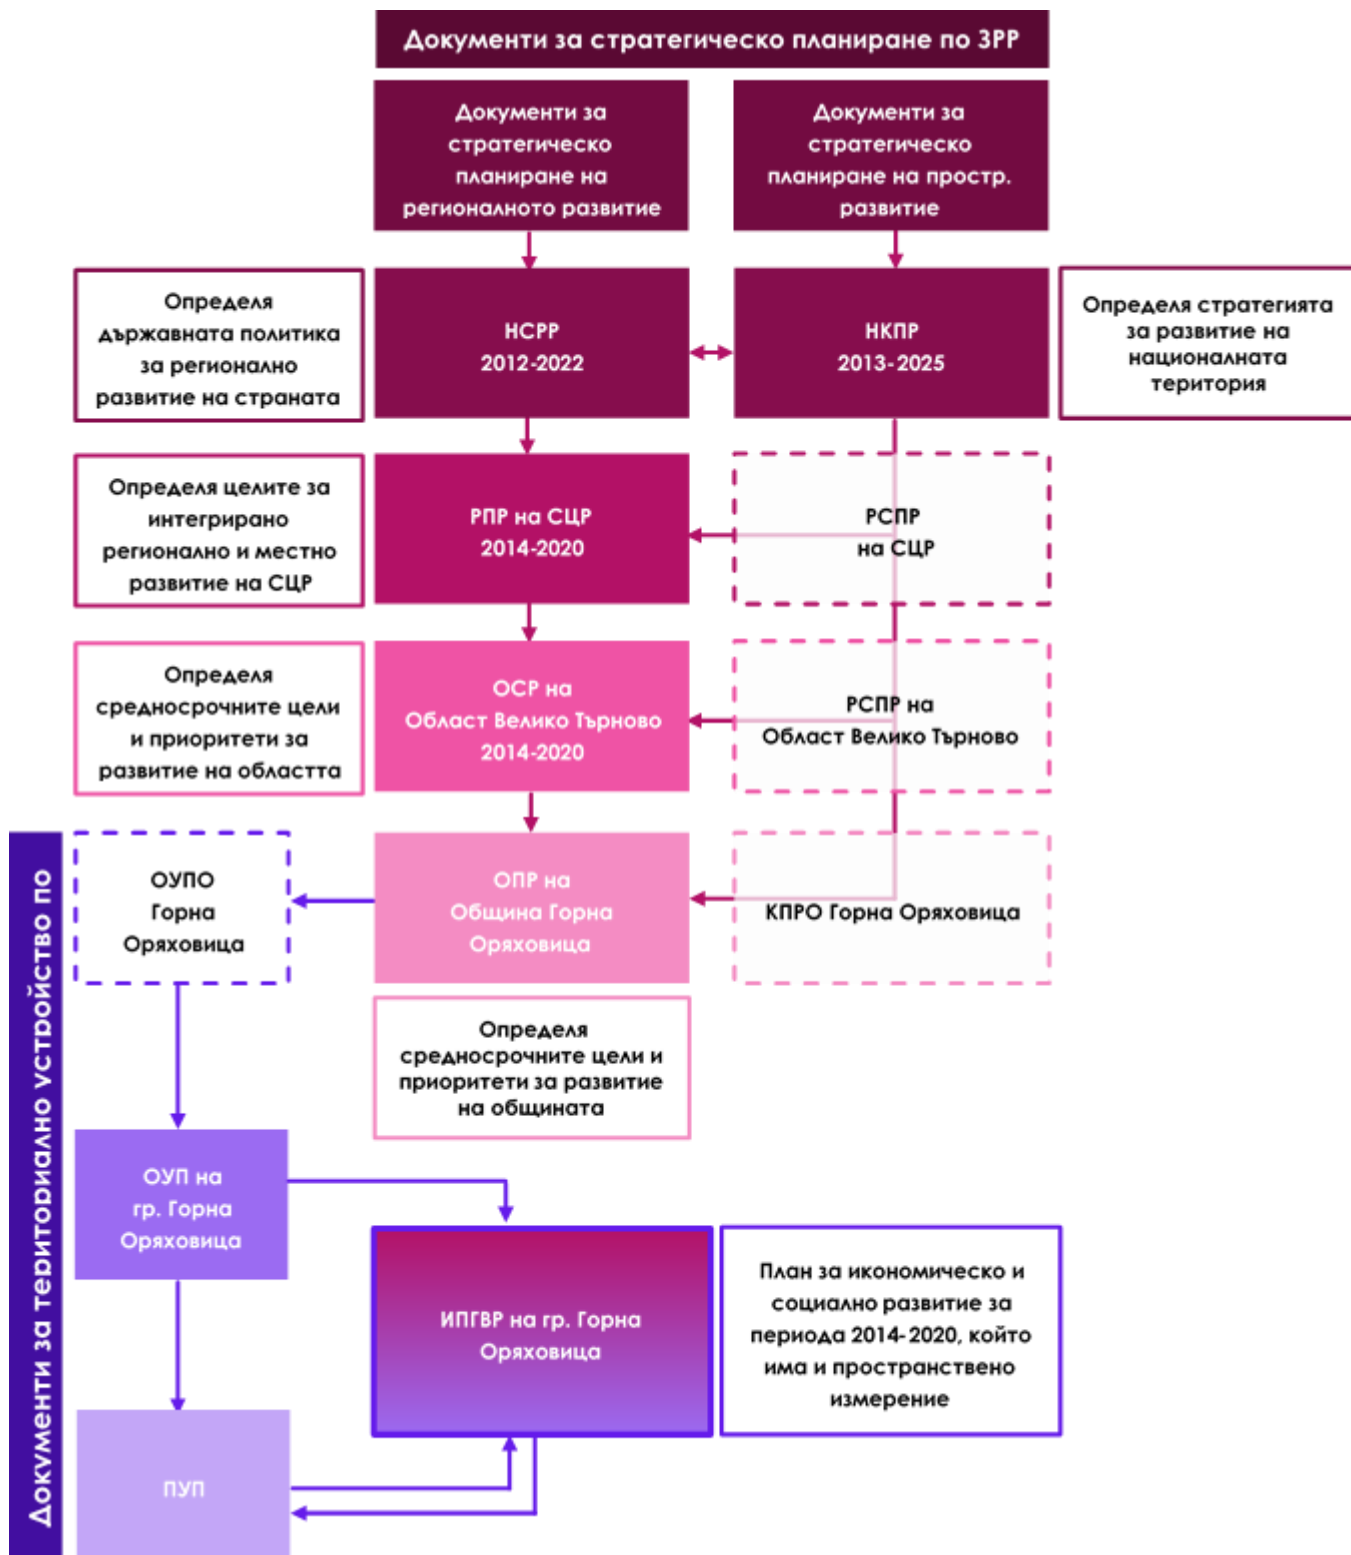 Документи за стратегическо планиране по ЗРР
Документи за
стратегическо
планиране на
регионалното развитие
Документи за
стратегическо
планиране на простр.
развитие
Определя
държавната политика
за регионално
развитие на страната
НСРР
2012-2022
НКПР
2013-2025
Определя стратегията
за развитие на
националната
територия
Определя целите за
интегрирано
регионално и местно
развитие на СЦР
РПР на СЦР
2014-2020
РСПР
на СЦР
Определя
средносрочните цели
и приоритети за
развитие на областта
ОСР на
Област Велико Търново
2014-2020
РСПР на
Област Велико Търново
Документи за териториално устройство по
ОУПО
Горна
Оряховица
ОПР на
Община Горна
Оряховица
КПРО Горна Оряховица
Определя
средносрочните цели и
приоритети за развитие
на общината
ОУП на
гр. Горна
Оряховица
ИПГВР на гр. Горна
Оряховица
План за икономическо и
социално развитие за
периода 2014-2020, който
има и пространствено
измерение
ПУП